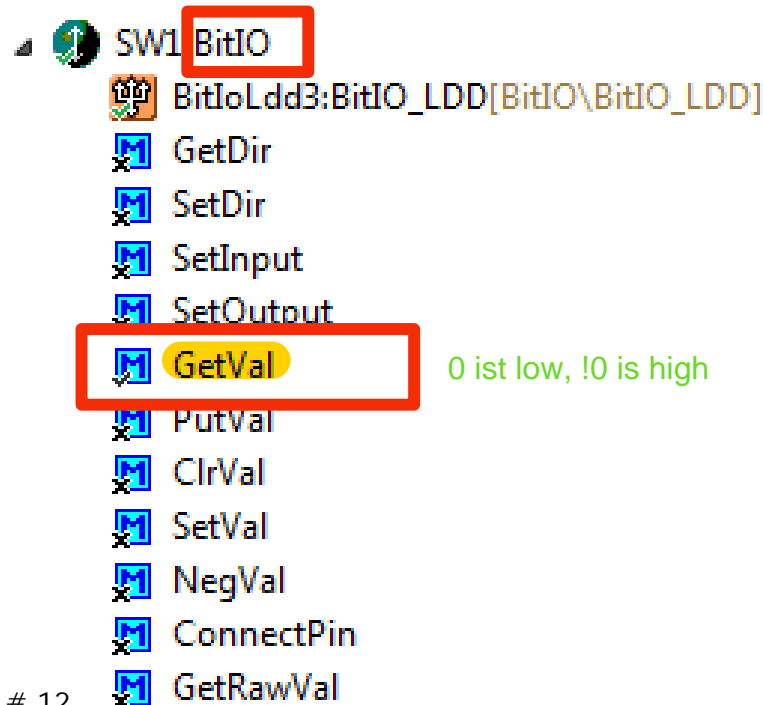 SW1:BitIO
BitIoLdd3:BitIO_LDD[BitIO\BitIO_LDD]
M GetDir
M SetDir
M SetInput
M SetOutput
M GetVal 0 ist low, !0 is high
M PutVal
M ClrVal
M SetVal
M NegVal
M ConnectPin
# 12 M GetRawVal